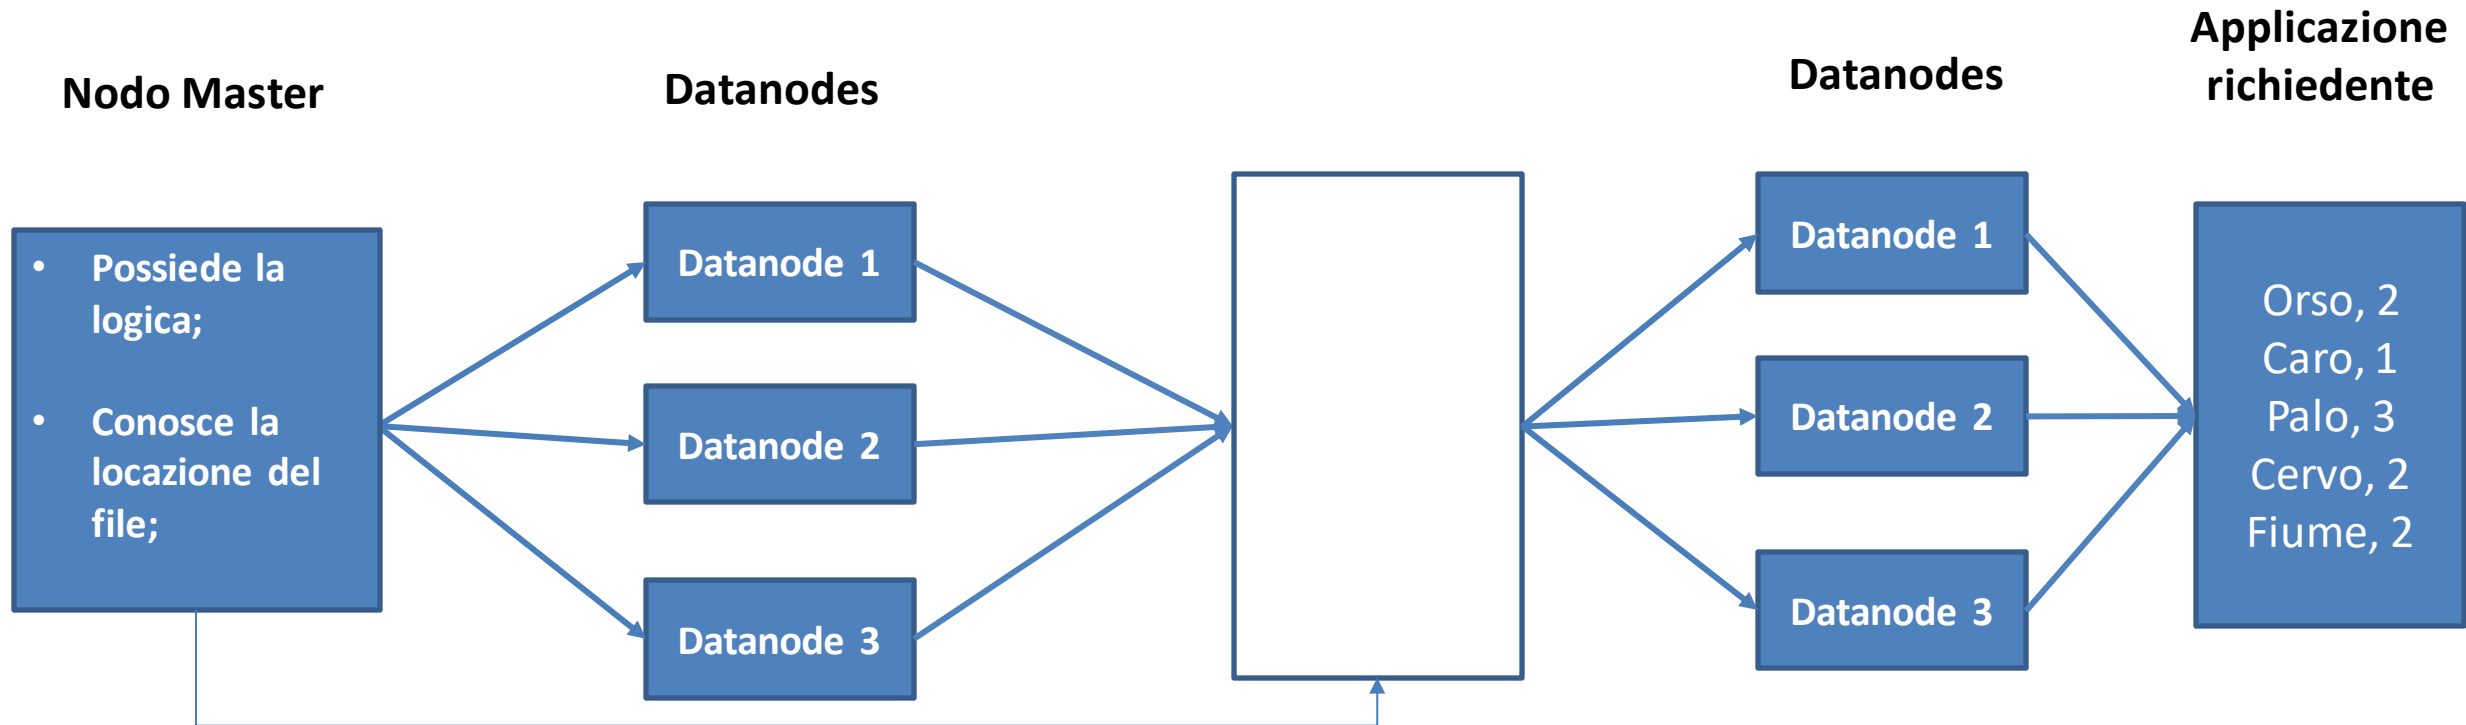 Nodo Master
Datanodes
Datanodes
Applicazione
richiedente
• Possiede la
logica;
• Conosce la
locazione del
file;
Datanode 1
Datanode 2
Datanode 3
Datanode 1
Datanode 2
Datanode 3
Orso, 2
Caro, 1
Palo, 3
Cervo, 2
Fiume, 2